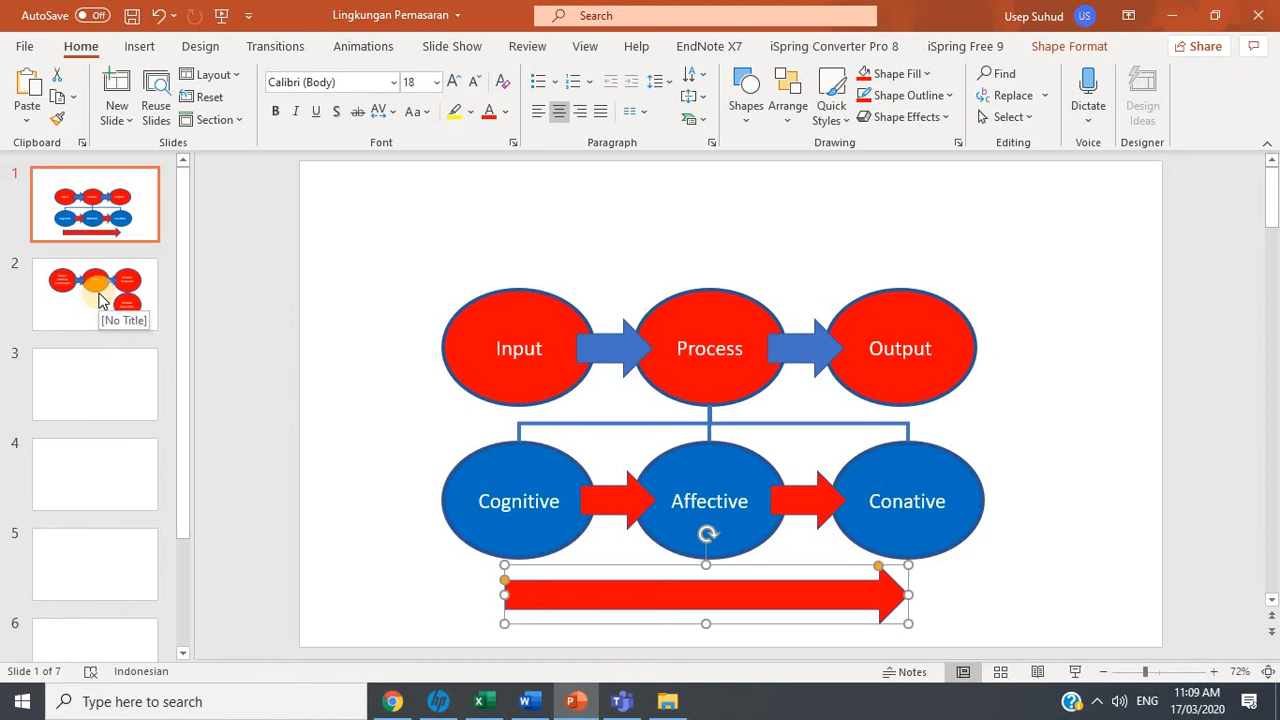 AutoSave Off Lingkungan Pemasaran Search Usep Suhud US
File Home Insert Design Transitions Animations Slide Show Review View Help EndNote X7 iSpring Converter Pro 8 iSpring Free 9 Shape Format Share
Paste
Clipboard
New
Slide
Reuse
Slides
Layout
Reset
Section
Slides
Calibri (Body) 18
B I U S ab AV Aa A
Font
Paragraph
Shapes
Arrange
Quick
Styles
Shape Fill
Shape Outline
Shape Effects
Drawing
Find
Replace
Select
Editing
Dictate
Voice
Design
Ideas
Designer
1
2
[No Title]
3
4
5
6
Input Process Output
Cognitive Affective Conative
Slide 1 of 7 Indonesian Notes 72%
Type here to search
ENG
11:09 AM
17/03/2020